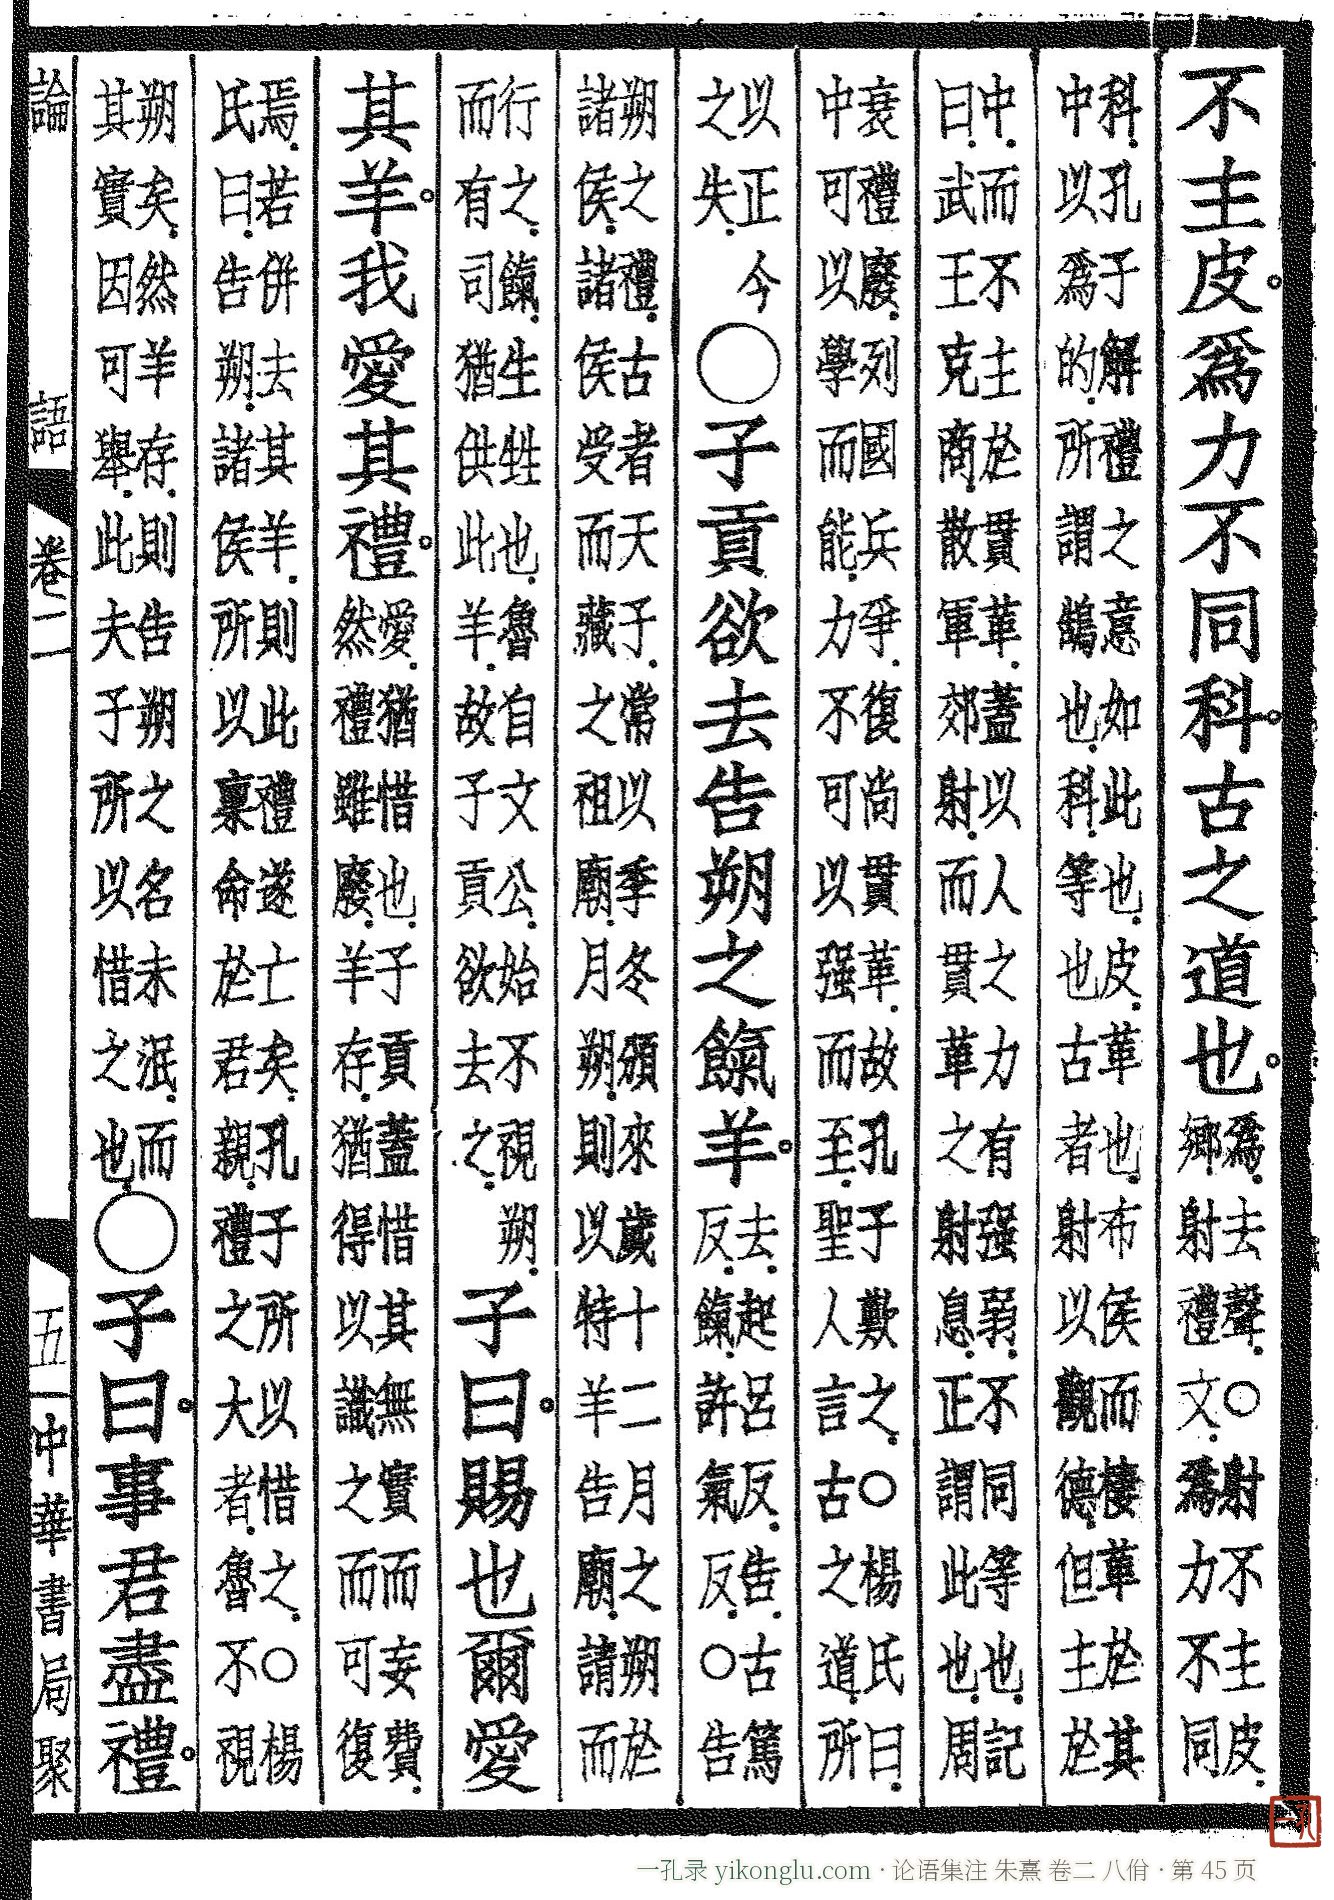 不主皮爲力不同科古之道也爲去聲○射不主皮
鄉射禮文爲力不同
科孔子解禮之意如此也皮革也布侯而棲革於其
中以爲的所謂鵠也科等也古者射以觀德但主於
中而不主於貫革蓋以人之力有强弱不同等也記
曰武王克商散軍郊射而貫革之射息正謂此也周
衰禮廢列國兵爭復尚貫革故孔子歎之○楊氏曰
中可以學而能力不可以强而至聖人言古之道所
以正今
之失
○子貢欲去告朔之餼羊去起呂反告古篤
反餼許氣反○告
朔之禮古者天子常以季冬頒來歲十二月之朔於
諸侯諸侯受而藏之祖廟月朔則以特羊告廟請而
行之餼生牲也魯自文公始不視朔
而有司猶供此羊故子貢欲去之
子曰賜也爾愛
其羊我愛其禮愛猶惜也子貢蓋惜其無實而妄費
然禮雖廢羊存猶得以識之而可復
焉若併去其羊則此禮遂亡矣孔子所以惜之○楊
氏曰告朔諸侯所以稟命於君親禮之大者魯不視
朔矣然羊存則告朔之名未泯而
其實因可舉此夫子所以惜之也
○子曰事君盡禮
論語 卷二 五一中華書局聚
一孔录 yikonglu.com · 论语集注 朱熹 卷二 八佾 · 第 45 页